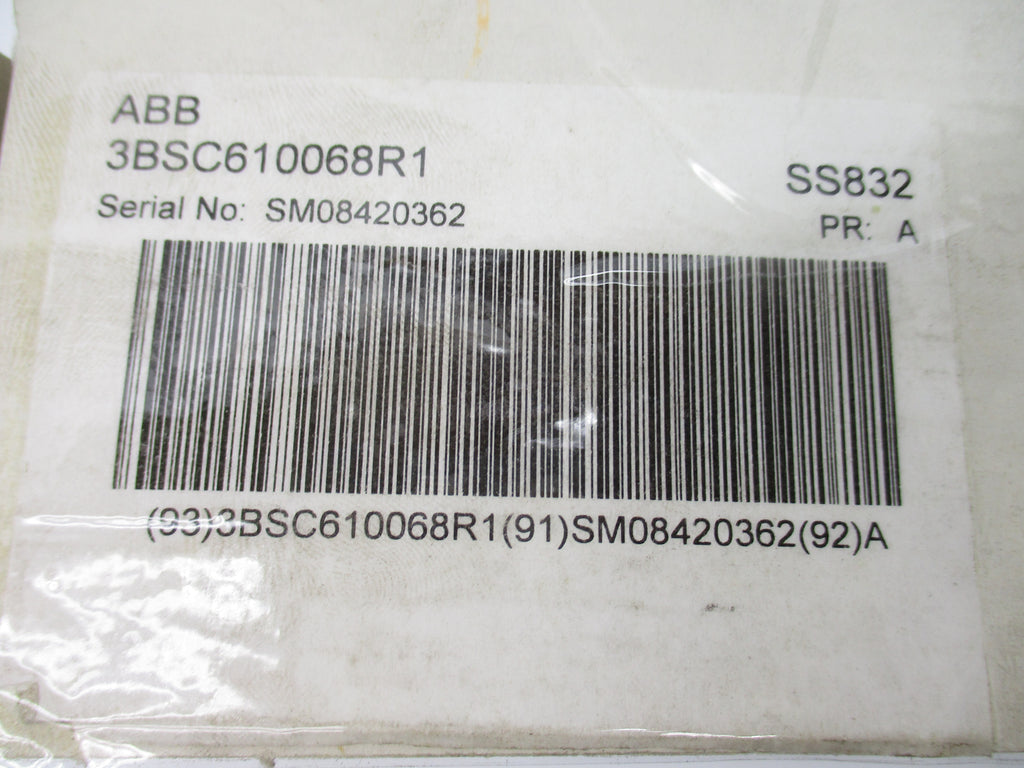 ABB
3BSC610068R1
SS832
Serial No: SM08420362
PR: A
(93)3BSC610068R1(91)SM08420362(92)A